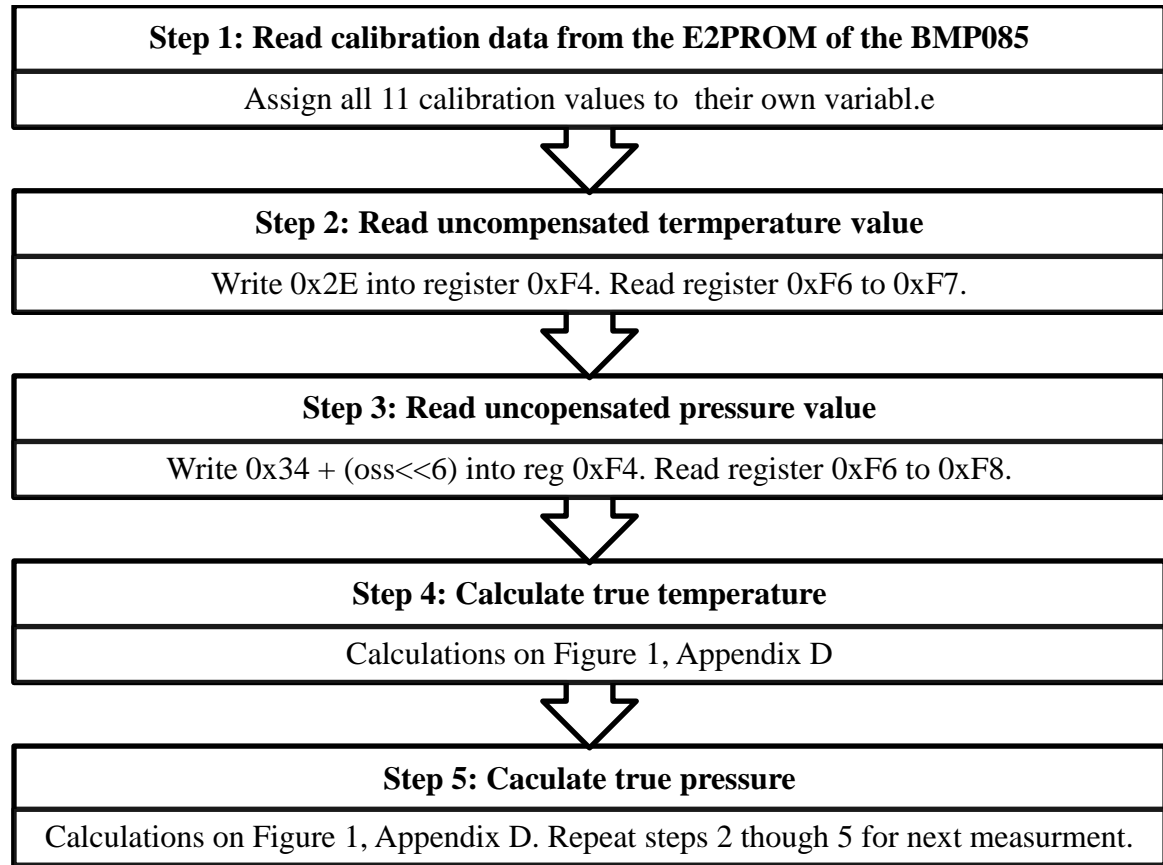 Step 1: Read calibration data from the E2PROM of the BMP085
Assign all 11 calibration values to their own variabl.e
Step 2: Read uncompensated termperature value
Write 0x2E into register 0xF4. Read register 0xF6 to 0xF7.
Step 3: Read uncopensated pressure value
Write 0x34 + (oss<<6) into reg 0xF4. Read register 0xF6 to 0xF8.
Step 4: Calculate true temperature
Calculations on Figure 1, Appendix D
Step 5: Caculate true pressure
Calculations on Figure 1, Appendix D. Repeat steps 2 though 5 for next measurment.